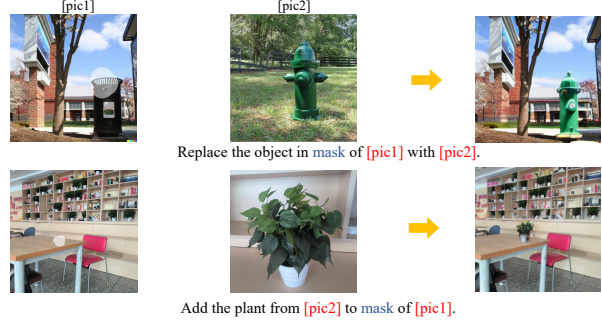 [pic1] [pic2]
Replace the object in mask of [pic1] with [pic2].
Add the plant from [pic2] to mask of [pic1].